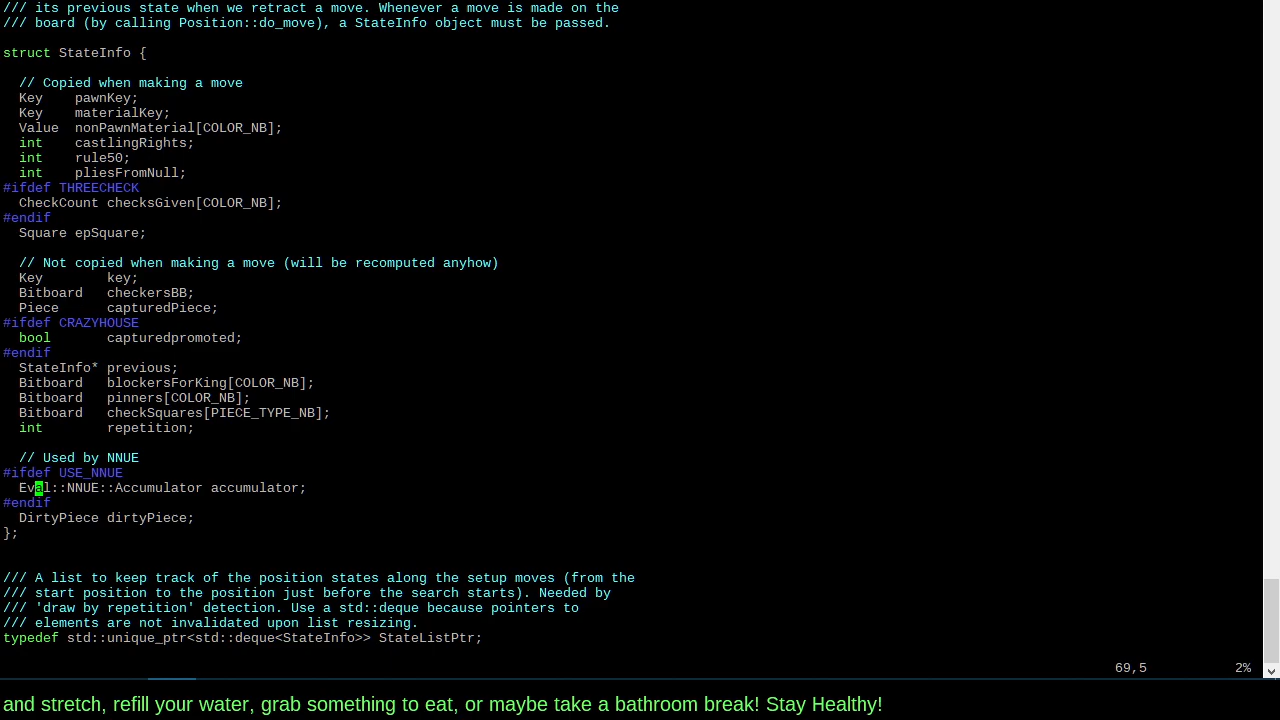 /// its previous state when we retract a move. Whenever a move is made on the
/// board (by calling Position::do_move), a StateInfo object must be passed.
struct StateInfo {
// Copied when making a move
Key    pawnKey;
Key    materialKey;
Value  nonPawnMaterial[COLOR_NB];
int    castlingRights;
int    rule50;
int    pliesFromNull;
#ifdef THREECHECK
CheckCount checksGiven[COLOR_NB];
#endif
Square epSquare;
// Not copied when making a move (will be recomputed anyhow)
Key        key;
Bitboard   checkersBB;
Piece      capturedPiece;
#ifdef CRAZYHOUSE
bool       capturedpromoted;
#endif
StateInfo* previous;
Bitboard   blockersForKing[COLOR_NB];
Bitboard   pinners[COLOR_NB];
Bitboard   checkSquares[PIECE_TYPE_NB];
int        repetition;
// Used by NNUE
#ifdef USE_NNUE
Eval::NNUE::Accumulator accumulator;
#endif
DirtyPiece dirtyPiece;
};
/// A list to keep track of the position states along the setup moves (from the
/// start position to the position just before the search starts). Needed by
/// 'draw by repetition' detection. Use a std::deque because pointers to
/// elements are not invalidated upon list resizing.
typedef std::unique_ptr<std::deque<StateInfo>> StateListPtr;
69,5           2%
and stretch, refill your water, grab something to eat, or maybe take a bathroom break! Stay Healthy!